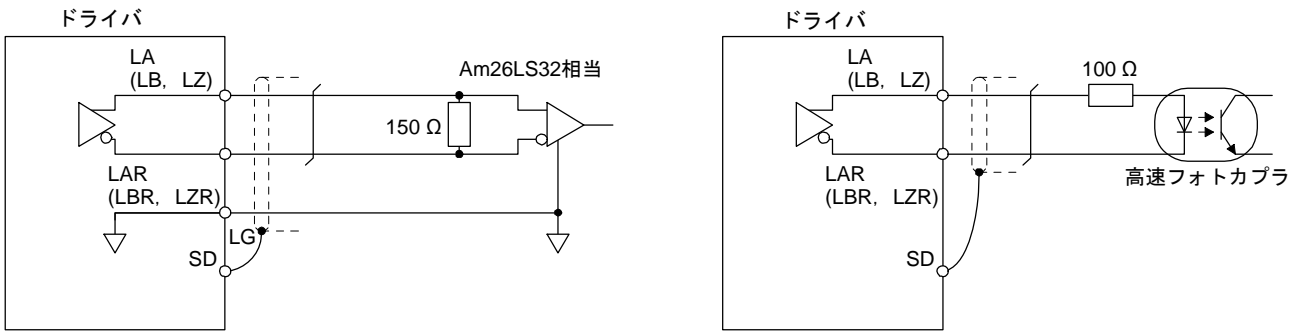 ドライバ
LA
(LB, LZ)
Am26LS32相当
150 Ω
LAR
(LBR, LZR)
LG
SD
ドライバ
LA
(LB, LZ)
100 Ω
高速フォトカプラ
LAR
(LBR, LZR)
SD